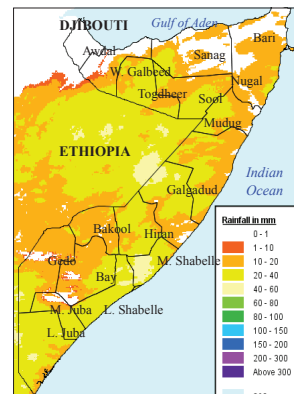 DJIBOUTI
Gulf of Aden
Awdal
Sanag
Bari
W. Galbeed
Togdheer
Sool
Nugal
Mudug
ETHIOPIA
Indian
Ocean
Galgadud
Bakool
Hiran
Gedo
Bay
M. Shabelle
M. Juba
L. Shabelle
L. Juba
Rainfall in mm
0 - 1
1 - 10
10 - 20
20 - 40
40 - 60
60 - 80
80 - 100
100 - 150
150 - 200
200 - 300
Above 300